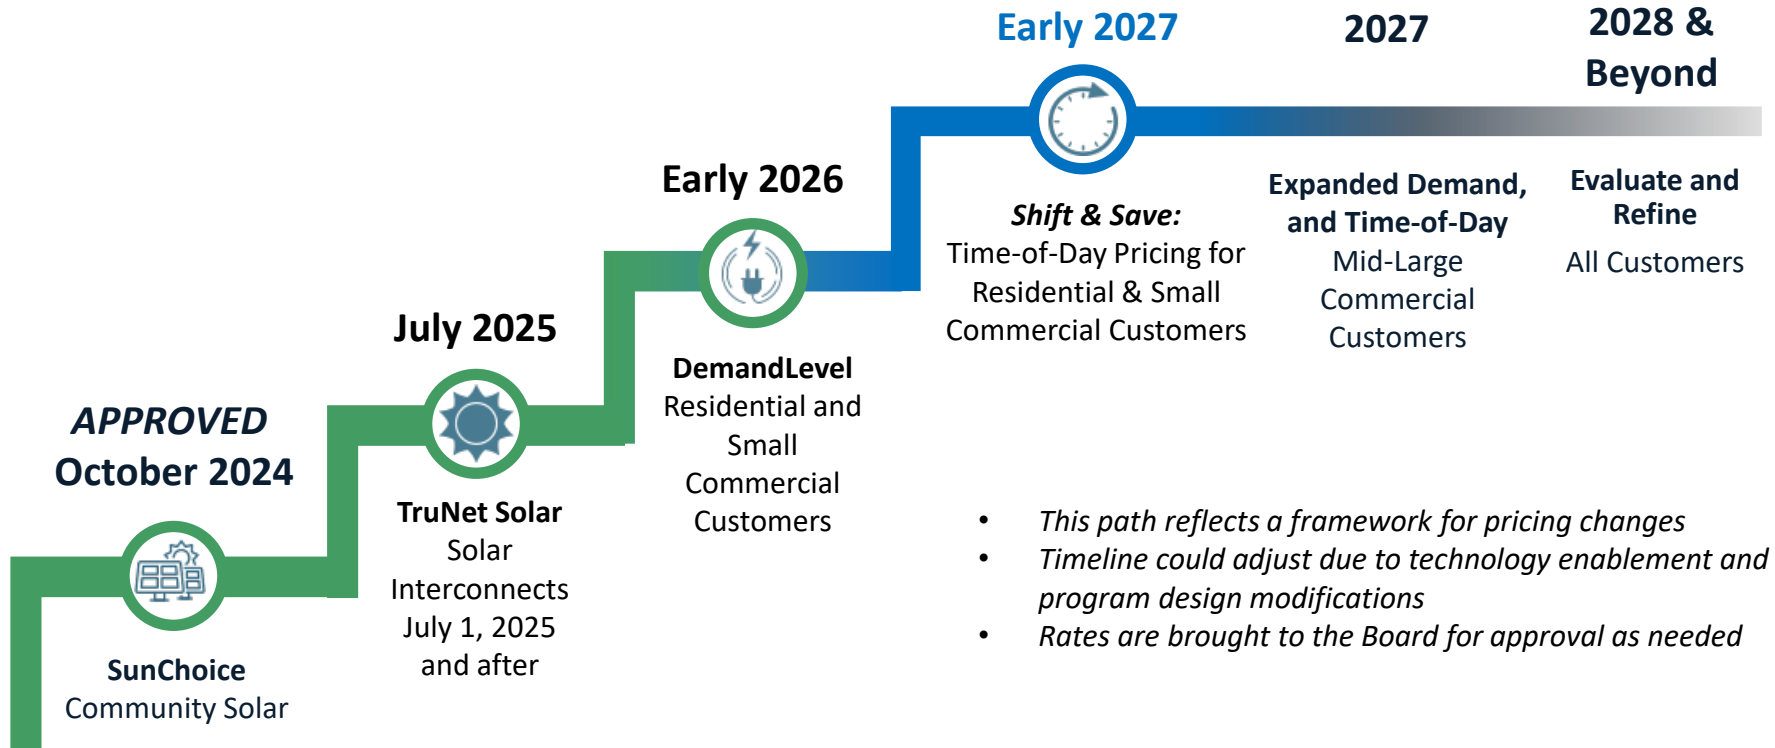 APPROVED
October 2024
SunChoice
Community Solar
July 2025
TruNet Solar
Solar
Interconnects
July 1, 2025
and after
Early 2026
DemandLevel
Residential and
Small
Commercial
Customers
Early 2027
Shift & Save:
Time-of-Day Pricing for
Residential & Small
Commercial Customers
2027
Expanded Demand,
and Time-of-Day
Mid-Large
Commercial
Customers
2028 &
Beyond
Evaluate and
Refine
All Customers
• This path reflects a framework for pricing changes
• Timeline could adjust due to technology enablement and
program design modifications
• Rates are brought to the Board for approval as needed